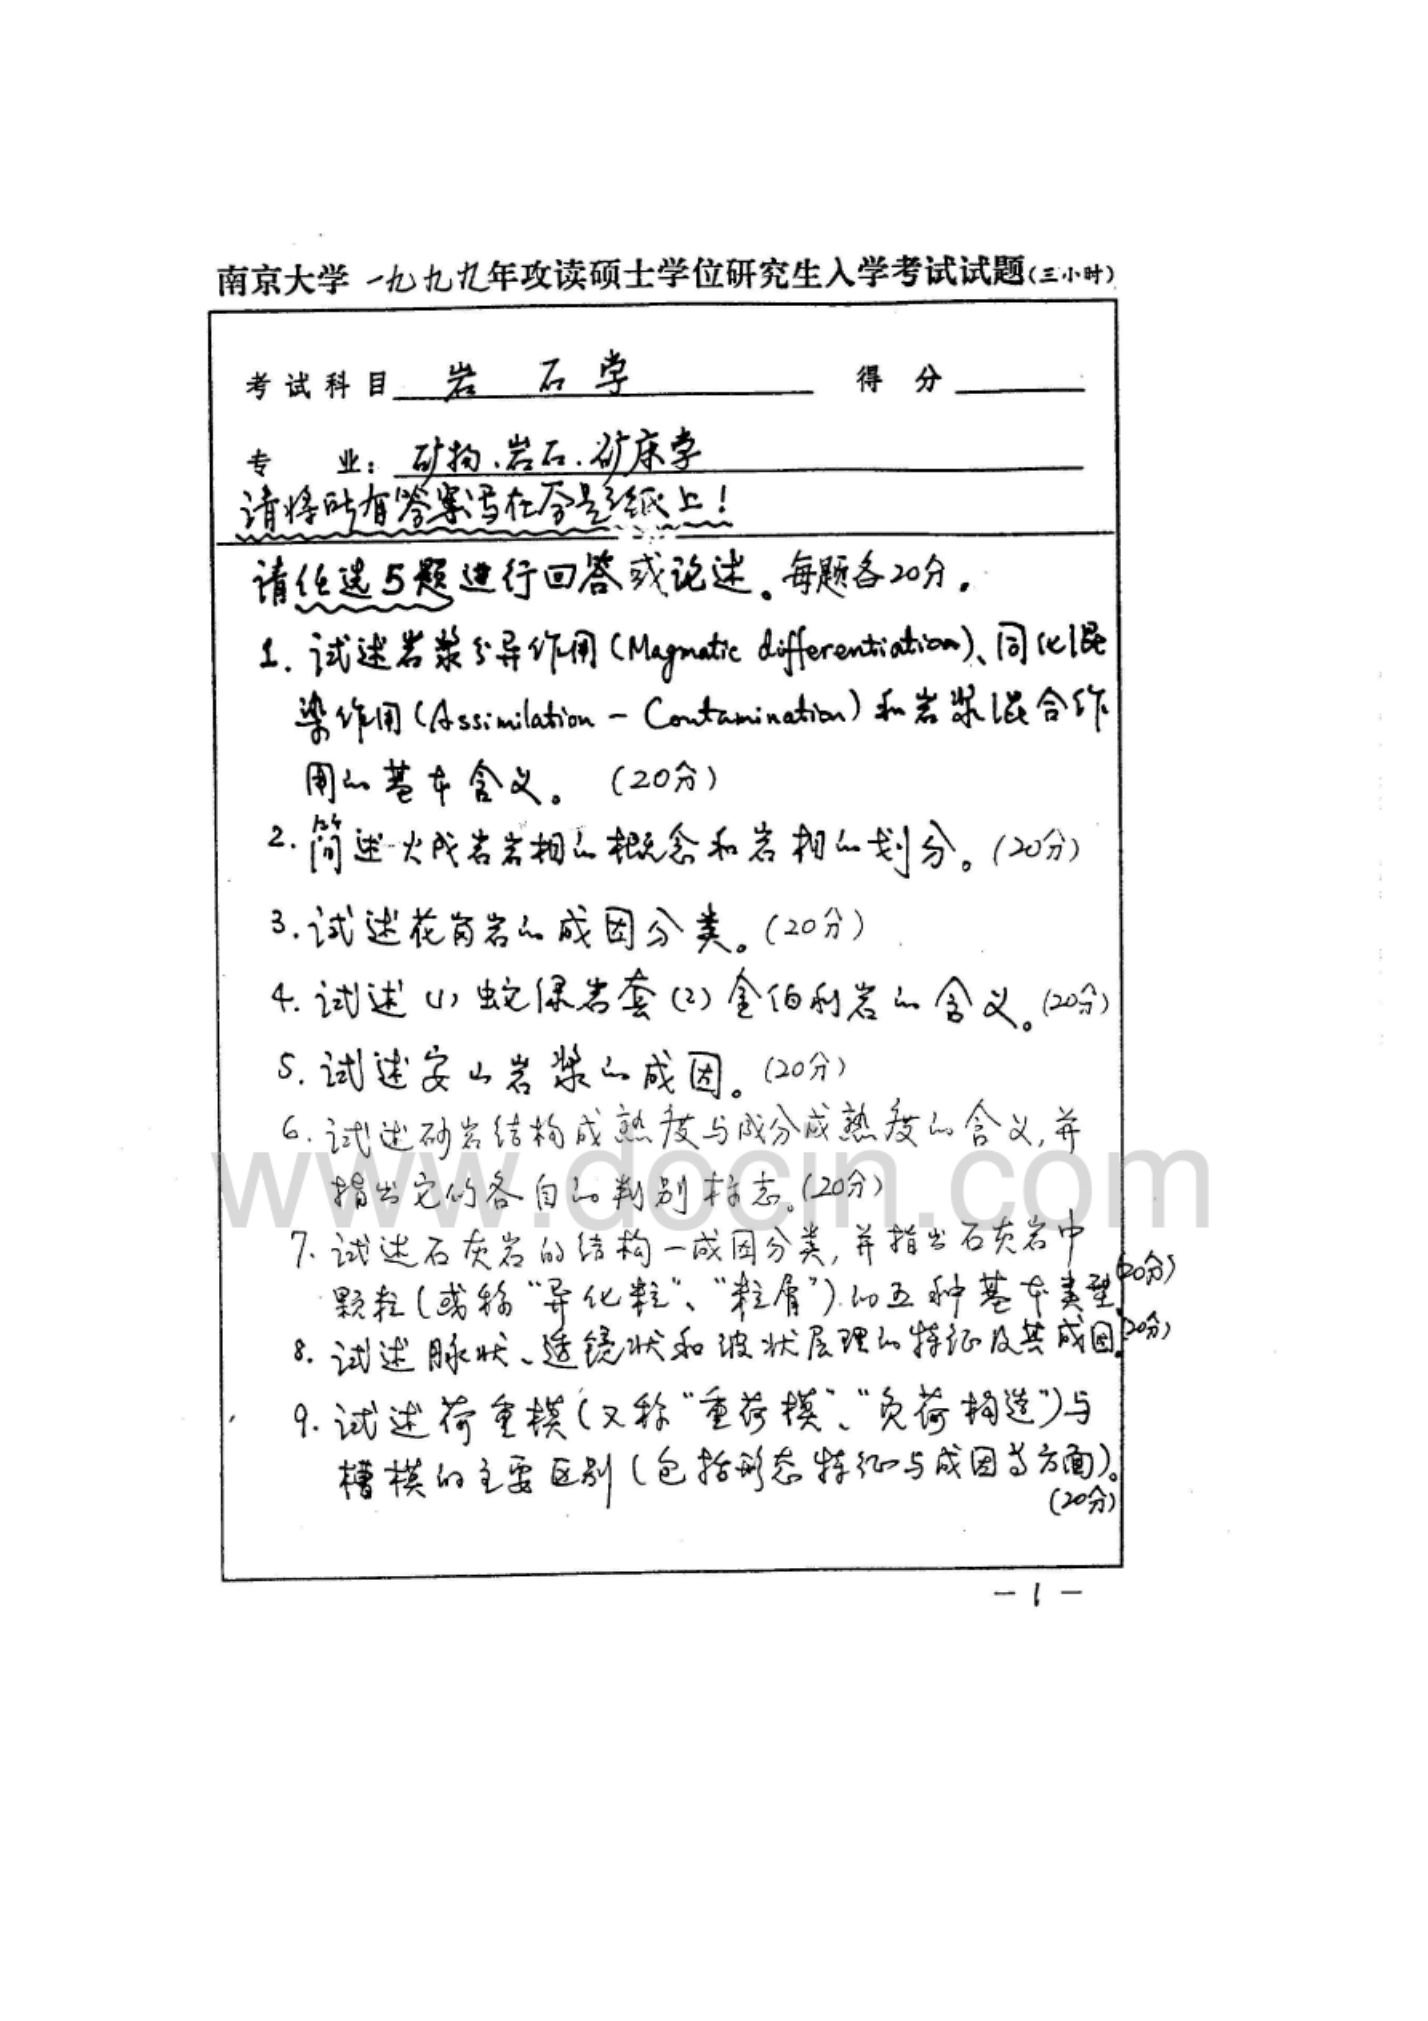 南京大学一九九九年攻读硕士学位研究生入学考试试题(三小时)
考试科目 岩石学 得分
专业: 矿物、岩石、矿床学
请将所有答案写在答题纸上!
请任选5题进行回答或论述。每题各20分。
1. 试述岩浆分异作用(Magmatic differentiation)、同化混
染作用(Assimilation-Contamination)和岩浆混合作
用的基本含义。(20分)
2. 简述火成岩岩相的概念和岩相的划分。(20分)
3. 试述花岗岩的成因分类。(20分)
4. 试述(1)蛇绿岩套(2)金伯利岩的含义。(20分)
5. 试述安山岩浆的成因。(20分)
6. 试述砂岩结构成熟度与成分成熟度的含义,并
指出它们各自的判别标志。(20分)
www.docin.com
7. 试述石灰岩的结构—成因分类,并指出石灰岩中
颗粒(或称“异化粒”、“粒屑”)的五种基本类型。(20分)
8. 试述脉状、透镜状和波状层理的特征及其成因。(20分)
9. 试述荷重模(又称“重荷模”、“负荷构造”)与
槽模的主要区别(包括形态特征与成因等方面)。
(20分)
-1-